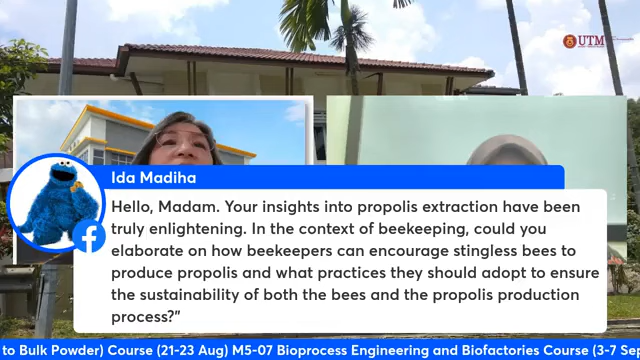 UTM
Ida Madiha
Hello, Madam. Your insights into propolis extraction have been
truly enlightening. In the context of beekeeping, could you
elaborate on how beekeepers can encourage stingless bees to
produce propolis and what practices they should adopt to ensure
the sustainability of both the bees and the propolis production
process?"
to Bulk Powder) Course (21-23 Aug) M5-07 Bioprocess Engineering and Biofactories Course (3-7 Sep